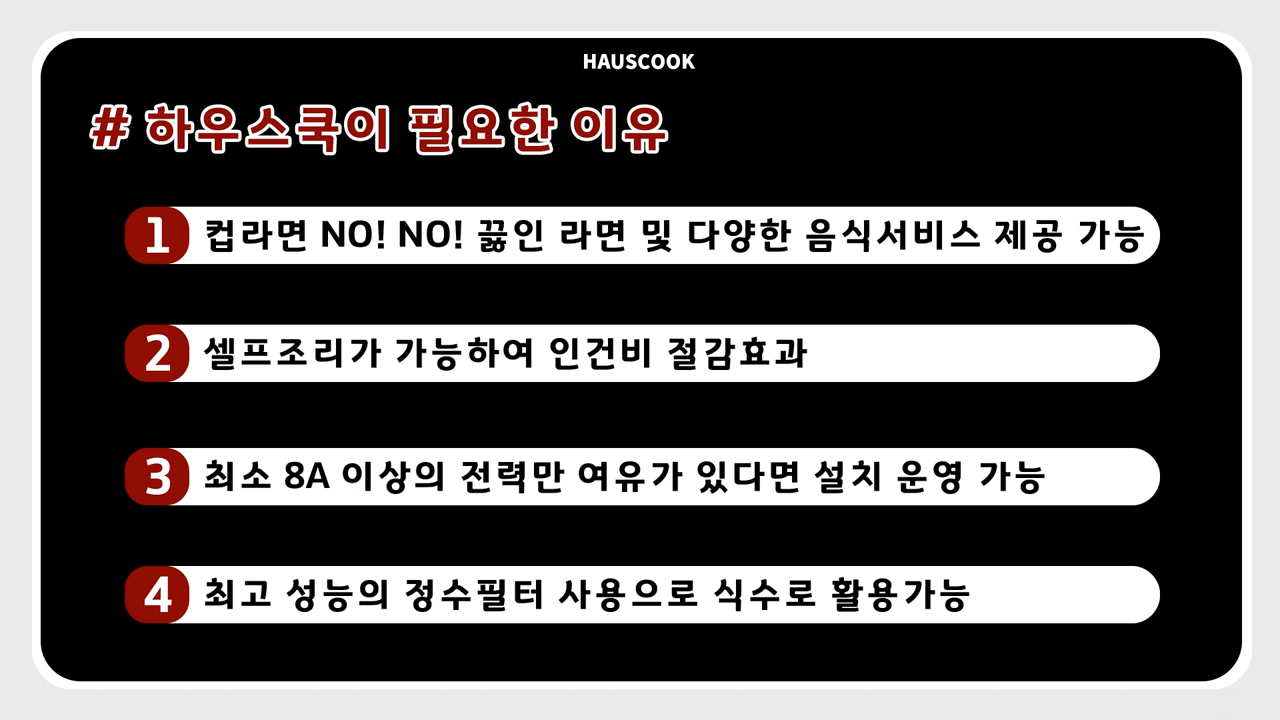 HAUSCOOK
# 하우스쿡이 필요한 이유
1 컵라면 NO! NO! 끓인 라면 및 다양한 음식서비스 제공 가능
2 셀프조리가 가능하여 인건비 절감효과
3 최소 8A 이상의 전력만 여유가 있다면 설치 운영 가능
4 최고 성능의 정수필터 사용으로 식수로 활용가능